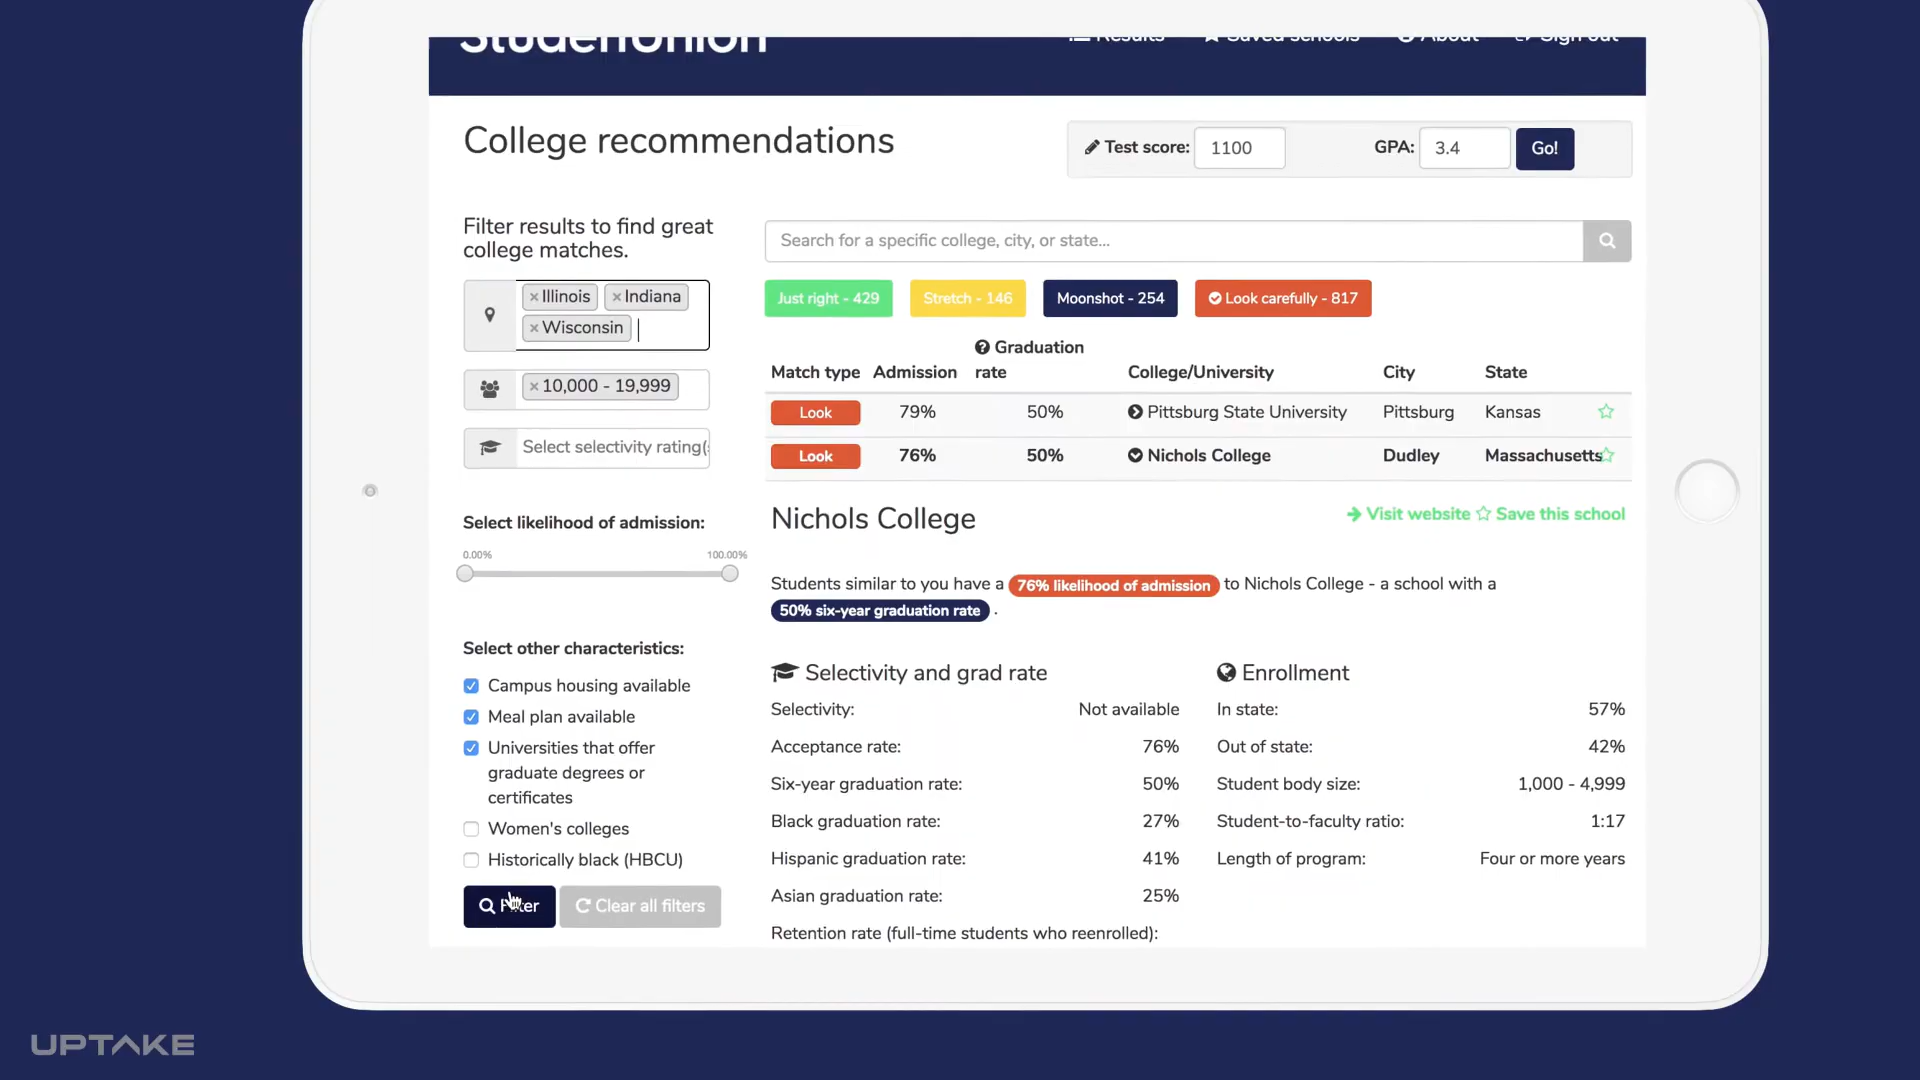 StudentUnion
Results Saved schools About Sign out
College recommendations
Test score: 1100 GPA: 3.4 Go!
Filter results to find great
college matches.
×Illinois ×Indiana
×Wisconsin
×10,000 - 19,999
Select selectivity rating(s
Select likelihood of admission:
0.00% 100.00%
Select other characteristics:
Campus housing available
Meal plan available
Universities that offer
graduate degrees or
certificates
Women's colleges
Historically black (HBCU)
Filter Clear all filters
Search for a specific college, city, or state...
Just right - 429 Stretch - 146 Moonshot - 254 Look carefully - 817
Match type Admission Graduation rate College/University City State
Look 79% 50% Pittsburg State University Pittsburg Kansas
Look 76% 50% Nichols College Dudley Massachusetts
Nichols College
Visit website Save this school
Students similar to you have a 76% likelihood of admission to Nichols College - a school with a
50% six-year graduation rate .
Selectivity and grad rate
Selectivity: Not available
Acceptance rate: 76%
Six-year graduation rate: 50%
Black graduation rate: 27%
Hispanic graduation rate: 41%
Asian graduation rate: 25%
Retention rate (full-time students who reenrolled):
Enrollment
In state: 57%
Out of state: 42%
Student body size: 1,000 - 4,999
Student-to-faculty ratio: 1:17
Length of program: Four or more years
UPTAKE